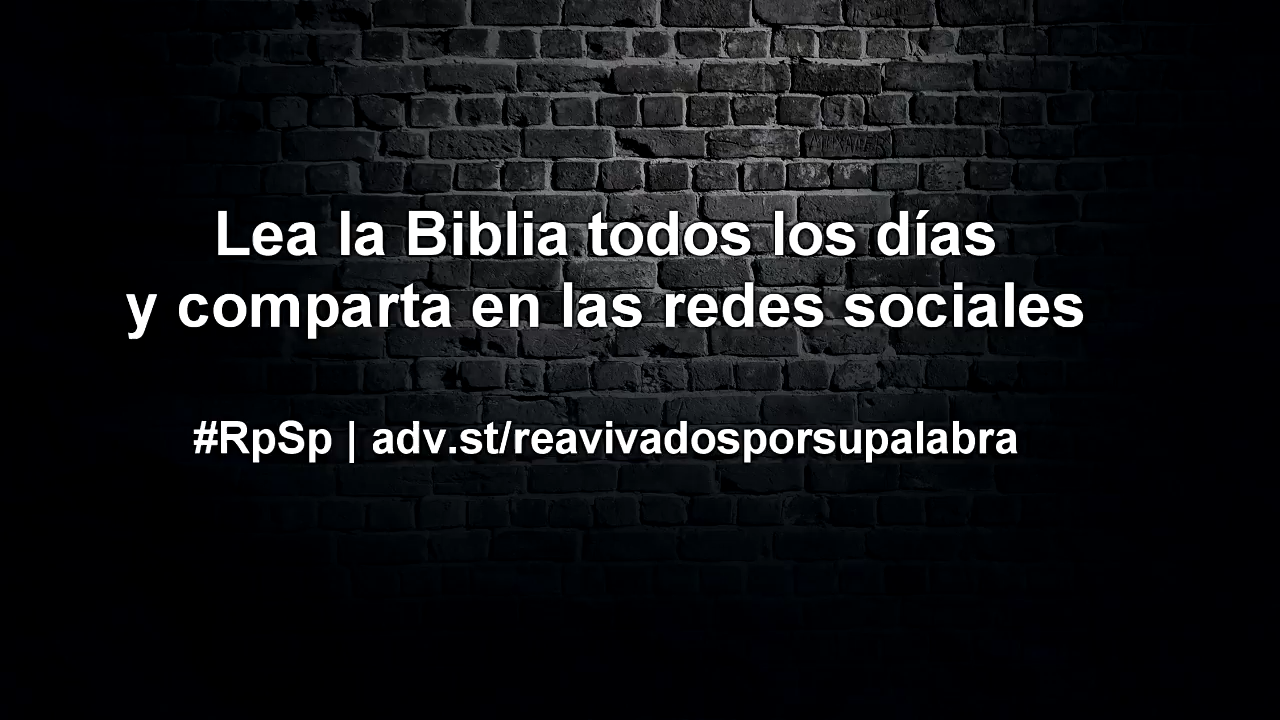 Lea la Biblia todos los días
y comparta en las redes sociales
#RpSp | adv.st/reavivadosporsupalabra